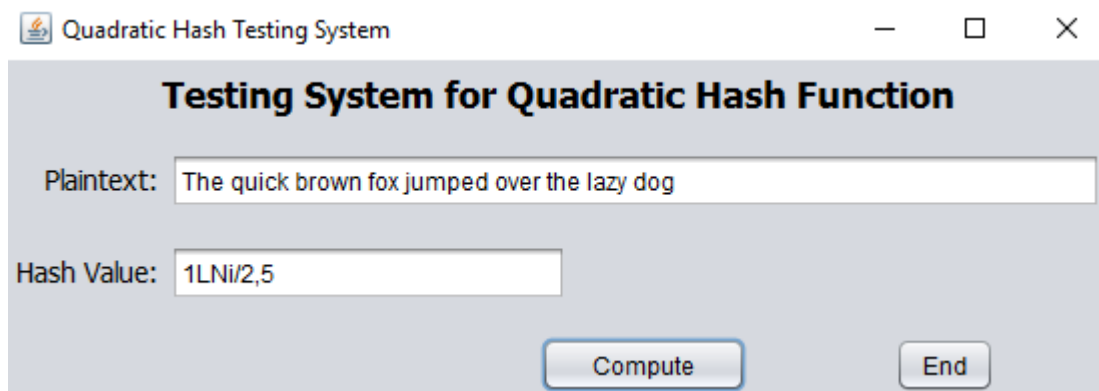 Quadratic Hash Testing System
Testing System for Quadratic Hash Function
Plaintext: The quick brown fox jumped over the lazy dog
Hash Value: 1LNi/2,5
Compute End